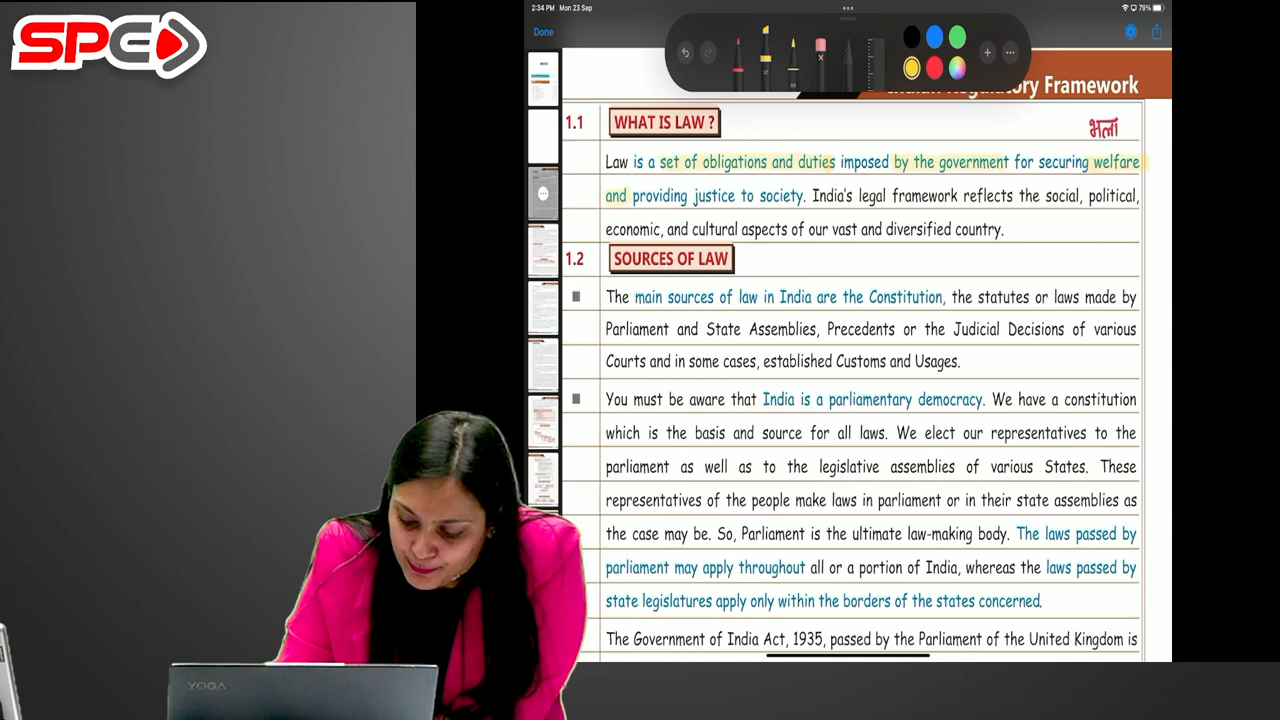 SPC
2:34 PM Mon 23 Sep
79%
Done
ory Framework
1.1 WHAT IS LAW ?
भला
Law is a set of obligations and duties imposed by the government for securing welfare
and providing justice to society. India's legal framework reflects the social, political,
economic, and cultural aspects of our vast and diversified country.
1.2 SOURCES OF LAW
The main sources of law in India are the Constitution, the statutes or laws made by
Parliament and State Assemblies, Precedents or the Judicial Decisions of various
Courts and in some cases, established Customs and Usages.
You must be aware that India is a parliamentary democracy. We have a constitution
which is the basis and source of all laws. We elect our representatives to the
parliament as well as to the legislative assemblies of various States. These
representatives of the people pass laws in parliament or in their state assemblies as
the case may be. So, Parliament is the ultimate law-making body. The laws passed by
parliament may apply throughout all or a portion of India, whereas the laws passed by
state legislatures apply only within the borders of the states concerned.
The Government of India Act, 1935, passed by the Parliament of the United Kingdom is
YOGA